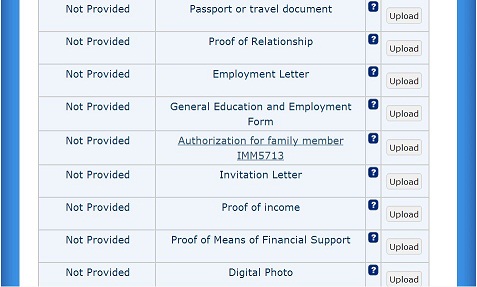 Not Provided Passport or travel document ? Upload
Not Provided Proof of Relationship ? Upload
Not Provided Employment Letter ? Upload
Not Provided General Education and Employment ? Upload
Form
Not Provided Authorization for family member ? Upload
IMM5713
Not Provided Invitation Letter ? Upload
Not Provided Proof of income ? Upload
Not Provided Proof of Means of Financial Support ? Upload
Not Provided Digital Photo ? Upload